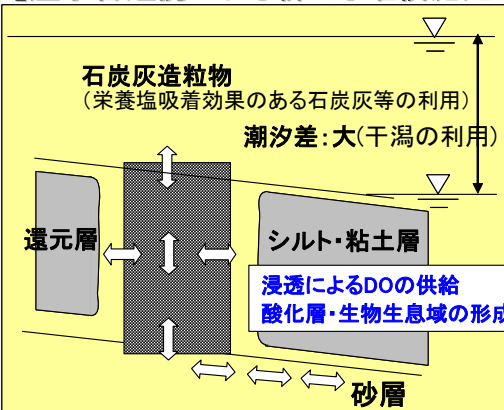 石炭灰造粒物
(栄養塩吸着効果のある石炭灰等の利用)
潮汐差:大(干潟の利用)
還元層
シルト・粘土層
浸透によるDOの供給
酸化層・生物生息域の形成
砂層